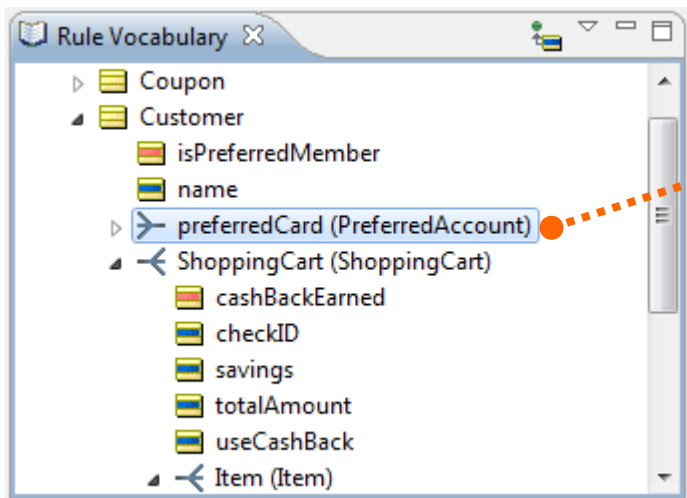 Rule Vocabulary
Coupon
Customer
isPreferredMember
name
preferredCard (PreferredAccount)
ShoppingCart (ShoppingCart)
cashBackEarned
checkID
savings
totalAmount
useCashBack
Item (Item)